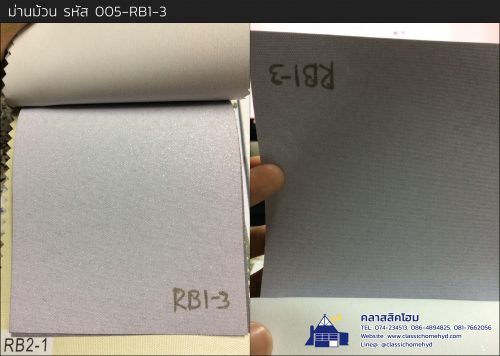 ม่านม้วน รหัส 005-RB1-3
RB1-3
RB1-3
RB2-1
คลาสสิคโฮม
TEL. 074-234513, 086-4894825, 081-7662056
Website : www.classichomehyd.com
Line@ : @classichomehyd